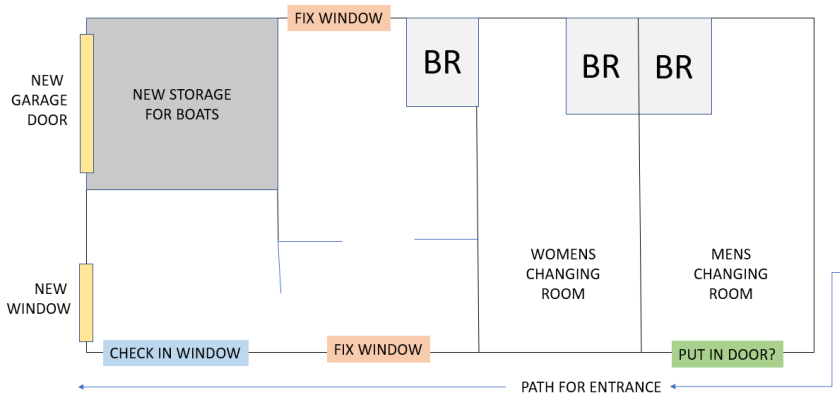 FIX WINDOW
BR
BR
BR
NEW
GARAGE
DOOR
NEW STORAGE
FOR BOATS
WOMENS
CHANGING
ROOM
MENS
CHANGING
ROOM
NEW
WINDOW
CHECK IN WINDOW
FIX WINDOW
PUT IN DOOR?
PATH FOR ENTRANCE